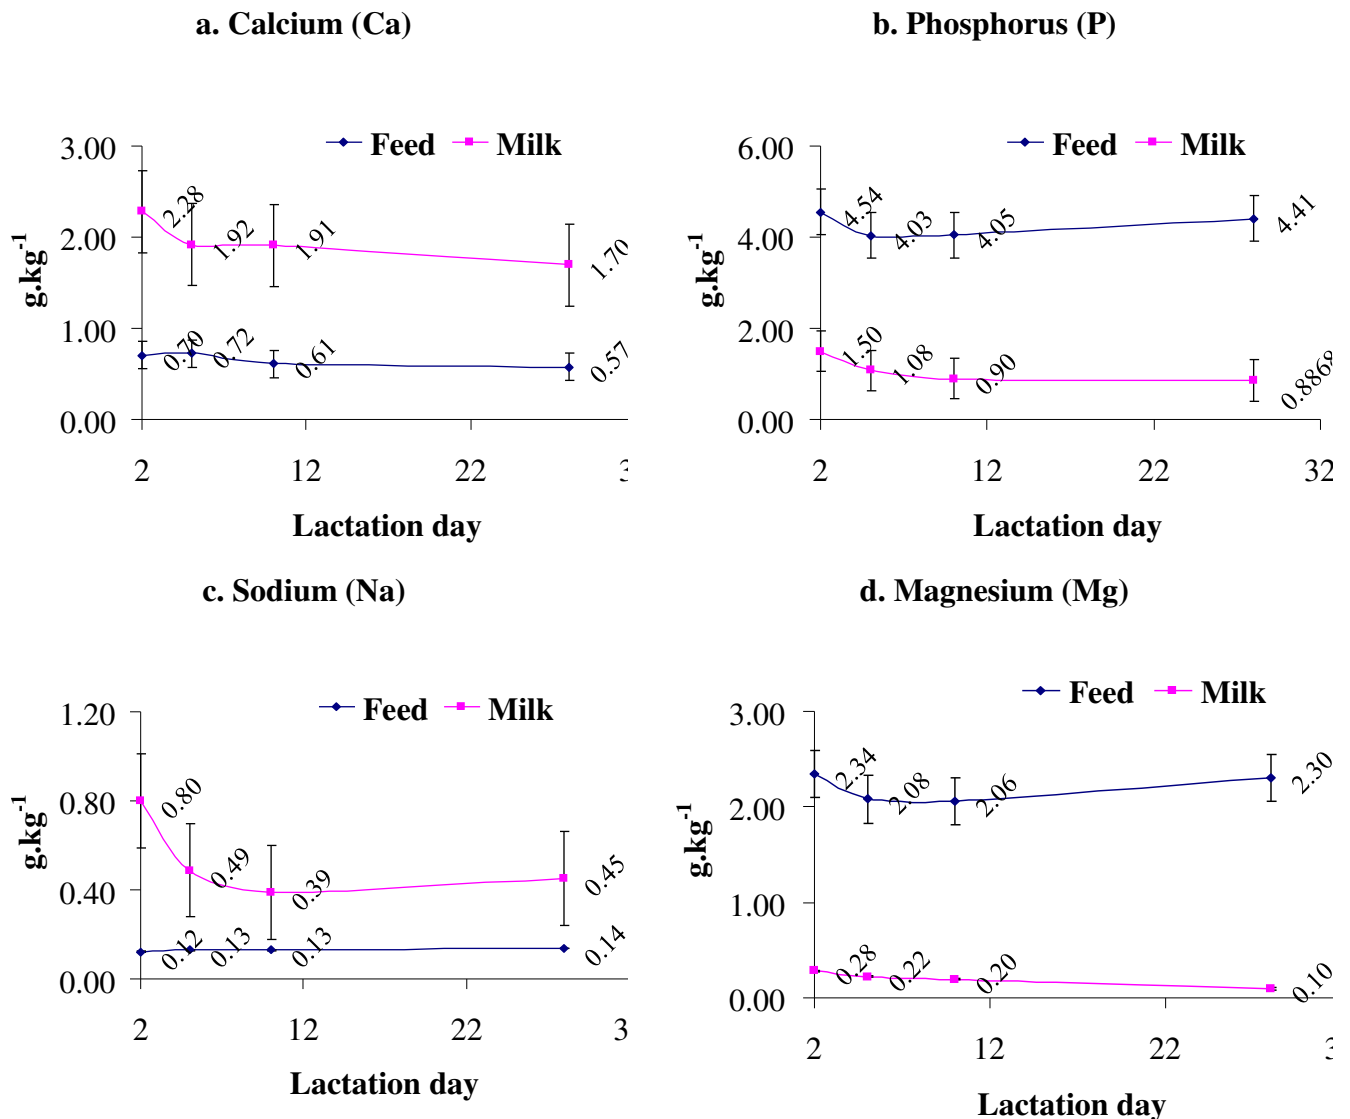 a. Calcium (Ca)
Feed Milk
3.00
2.00
1.00
0.00
g.kg-1
2.28
1.92
1.91
1.70
0.70
0.72
0.61
0.57
2 12 22 3
Lactation day
b. Phosphorus (P)
Feed Milk
6.00
4.00
2.00
0.00
g.kg-1
4.54
4.03
4.05
4.41
1.50
1.08
0.90
0.8868
2 12 22 32
Lactation day
c. Sodium (Na)
Feed Milk
1.20
0.80
0.40
0.00
g.kg-1
0.80
0.49
0.39
0.45
0.12
0.13
0.13
0.14
2 12 22 3
Lactation day
d. Magnesium (Mg)
Feed Milk
3.00
2.00
1.00
0.00
g.kg-1
2.34
2.08
2.06
2.30
0.28
0.22
0.20
0.10
2 12 22 3
Lactation day